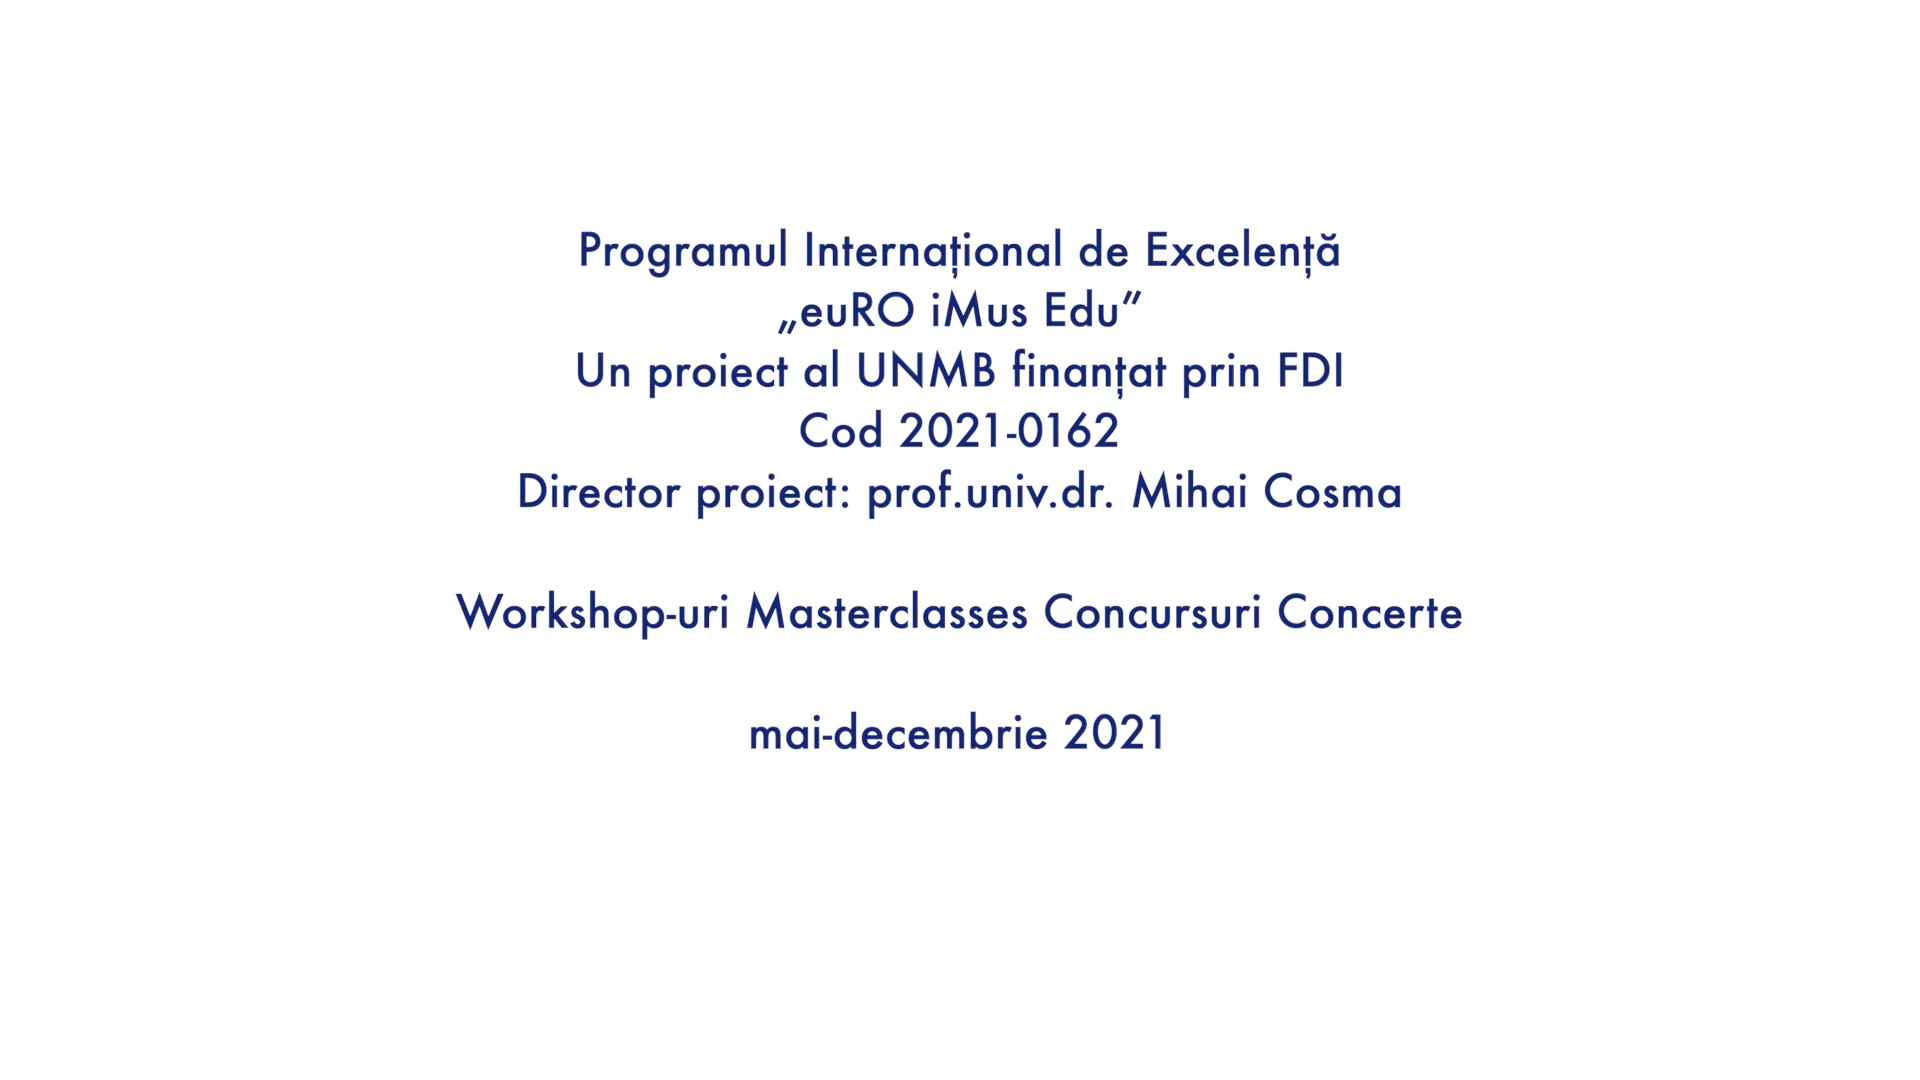 Programul Internațional de Excelență
„euRO iMus Edu”
Un proiect al UNMB finanțat prin FDI
Cod 2021-0162
Director proiect: prof.univ.dr. Mihai Cosma
Workshop-uri Masterclasses Concursuri Concerte
mai-decembrie 2021